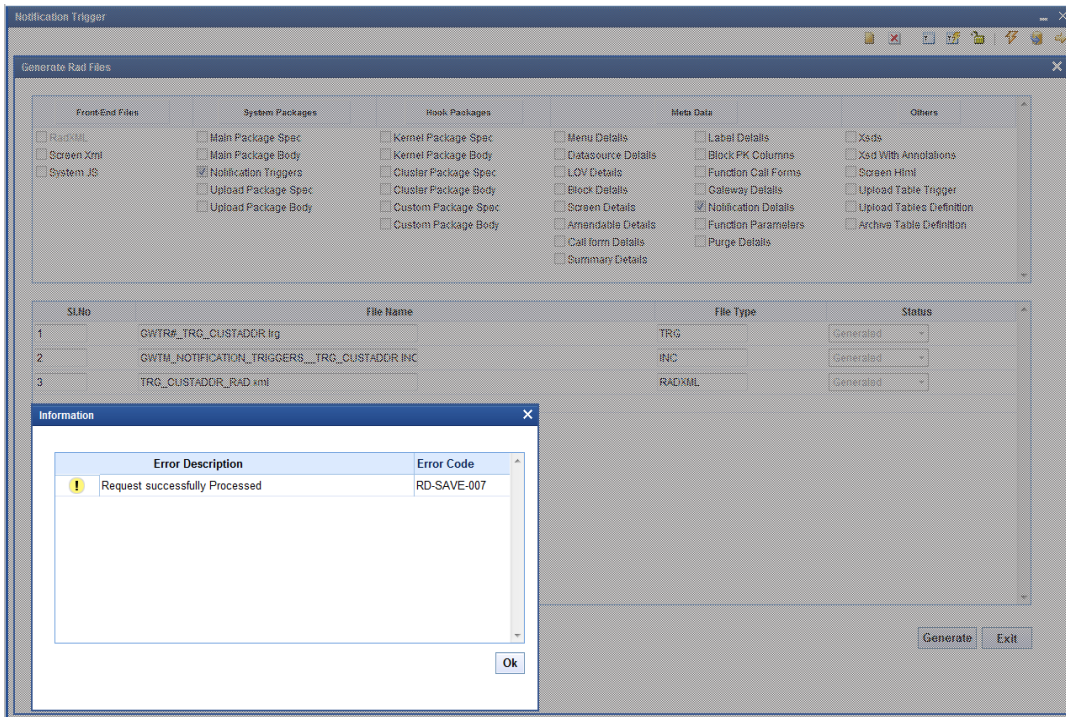 Notification Trigger
Generate Rad Files
Front-End Files System Packages Hook Packages Meta Data Others
RadXML Main Package Spec Kernel Package Spec Menu Details Label Details Xsds
Screen Xml Main Package Body Kernel Package Body Datasource Details Block PK Columns Xsd With Annotations
System JS Notification Triggers Cluster Package Spec LOV Details Function Call Forms Screen Html
Upload Package Spec Cluster Package Body Block Details Gateway Details Upload Table Trigger
Upload Package Body Custom Package Spec Screen Details Notification Details Upload Tables Definition
Custom Package Body Amendable Details Function Parameters Archive Table Definition
Call form Details Purge Details
Summary Details
Sl.No File Name File Type Status
1 GWTR#_TRG_CUSTADDR.trg TRG Generated
2 GWTM_NOTIFICATION_TRIGGERS__TRG_CUSTADDR.INC INC Generated
3 TRG_CUSTADDR_RAD.xml RADXML Generated
Information
Error Description Error Code
Request successfully Processed RD-SAVE-007
Ok
Generate Exit